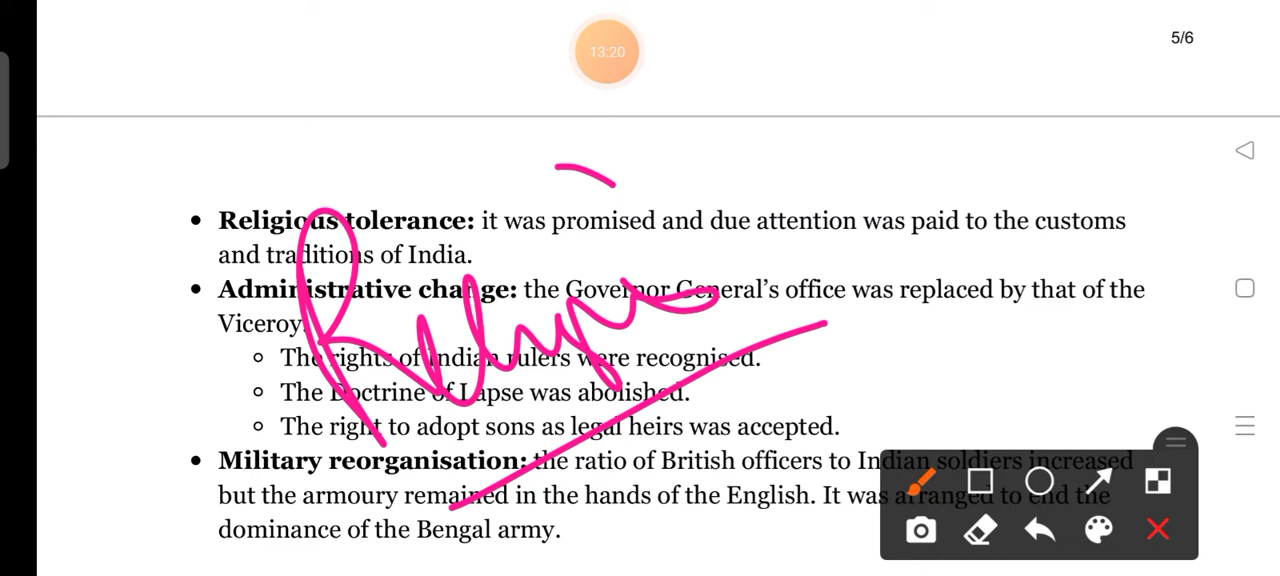 13:20
5/6
Religious tolerance: it was promised and due attention was paid to the customs
and traditions of India.
Administrative change: the Governor General's office was replaced by that of the
Viceroy.
The rights of Indian rulers were recognised.
The Doctrine of Lapse was abolished.
The right to adopt sons as legal heirs was accepted.
Military reorganisation: the ratio of British officers to Indian soldiers increased
but the armoury remained in the hands of the English. It was arranged to end the
dominance of the Bengal army.